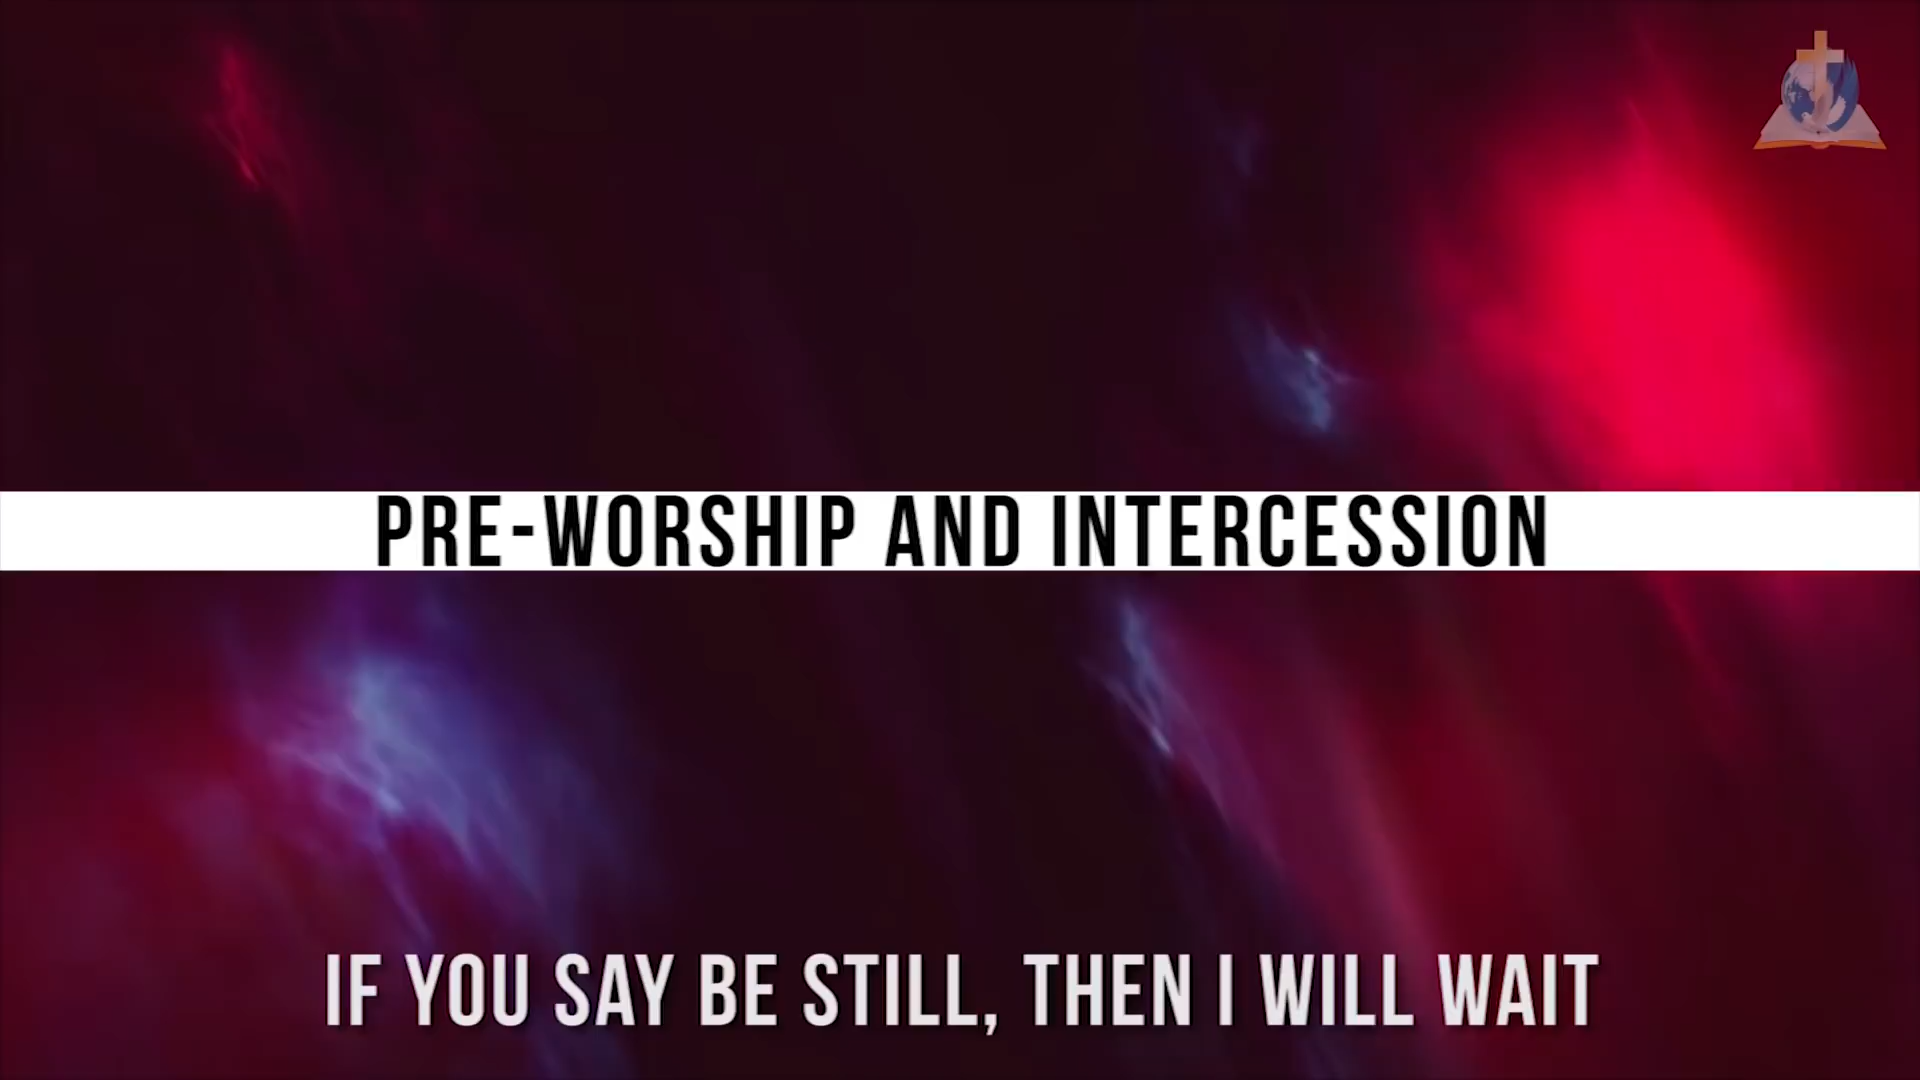 PRE-WORSHIP AND INTERCESSION
IF YOU SAY BE STILL, THEN I WILL WAIT